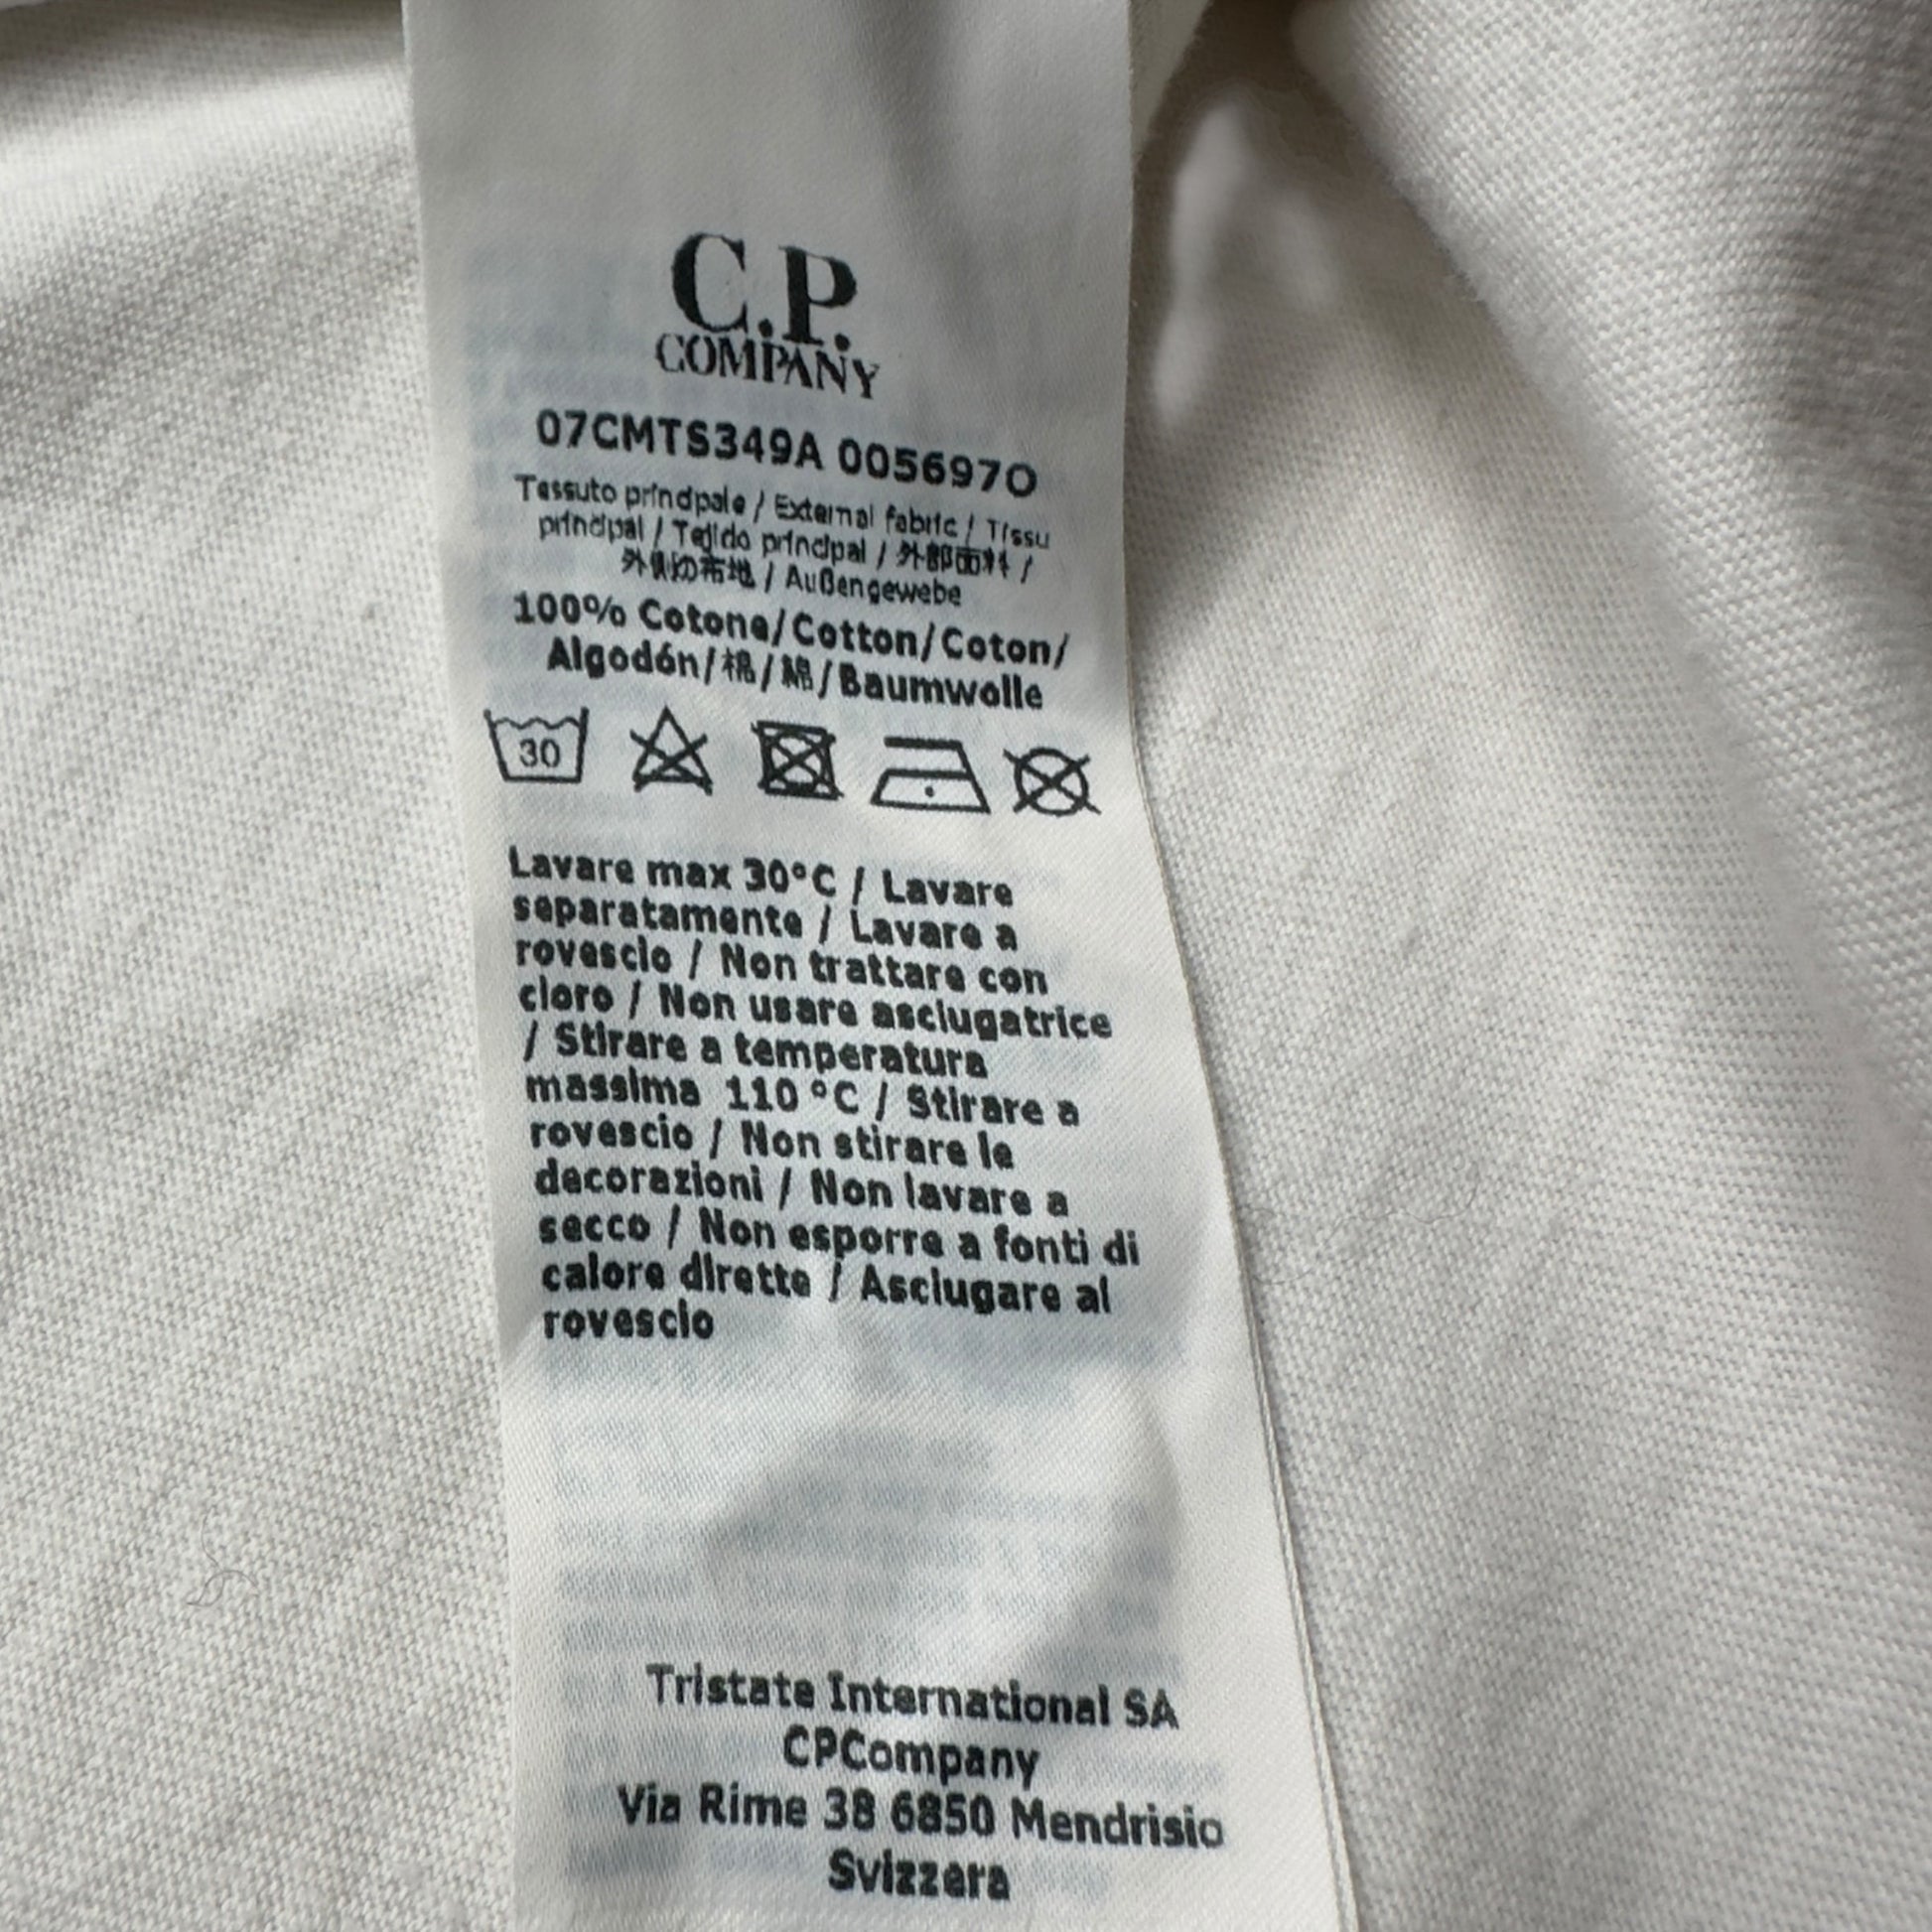 C.P.
COMPANY
07CMTS349A 005697O
Tessuto principale / External fabric / Tissu
principal / Tejido principal / 外部面料 /
外側の布地 / Außengewebe
100% Cotone/Cotton/Coton/
Algodón/棉/綿/Baumwolle
30
Lavare max 30°C / Lavare
separatamente / Lavare a
rovescio / Non trattare con
cloro / Non usare asciugatrice
/ Stirare a temperatura
massima 110 °C / Stirare a
rovescio / Non stirare le
decorazioni / Non lavare a
secco / Non esporre a fonti di
calore dirette / Asciugare al
rovescio
Tristate International SA
CPCompany
Via Rime 38 6850 Mendrisio
Svizzera